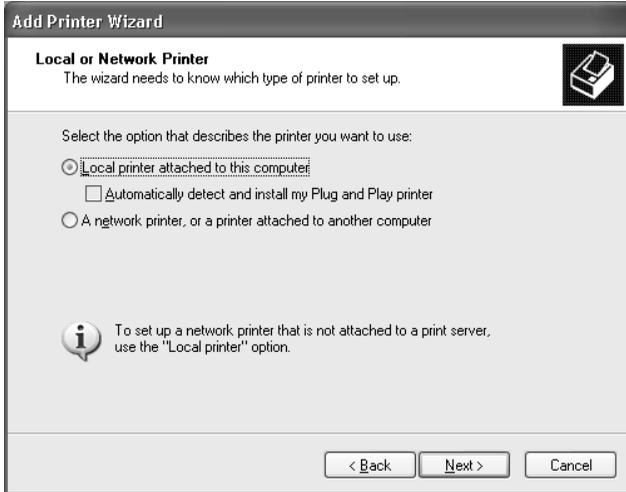 Add Printer Wizard
Local or Network Printer
The wizard needs to know which type of printer to set up.
Select the option that describes the printer you want to use:
Local printer attached to this computer
Automatically detect and install my Plug and Play printer
A network printer, or a printer attached to another computer
To set up a network printer that is not attached to a print server,
use the "Local printer" option.
< Back Next > Cancel